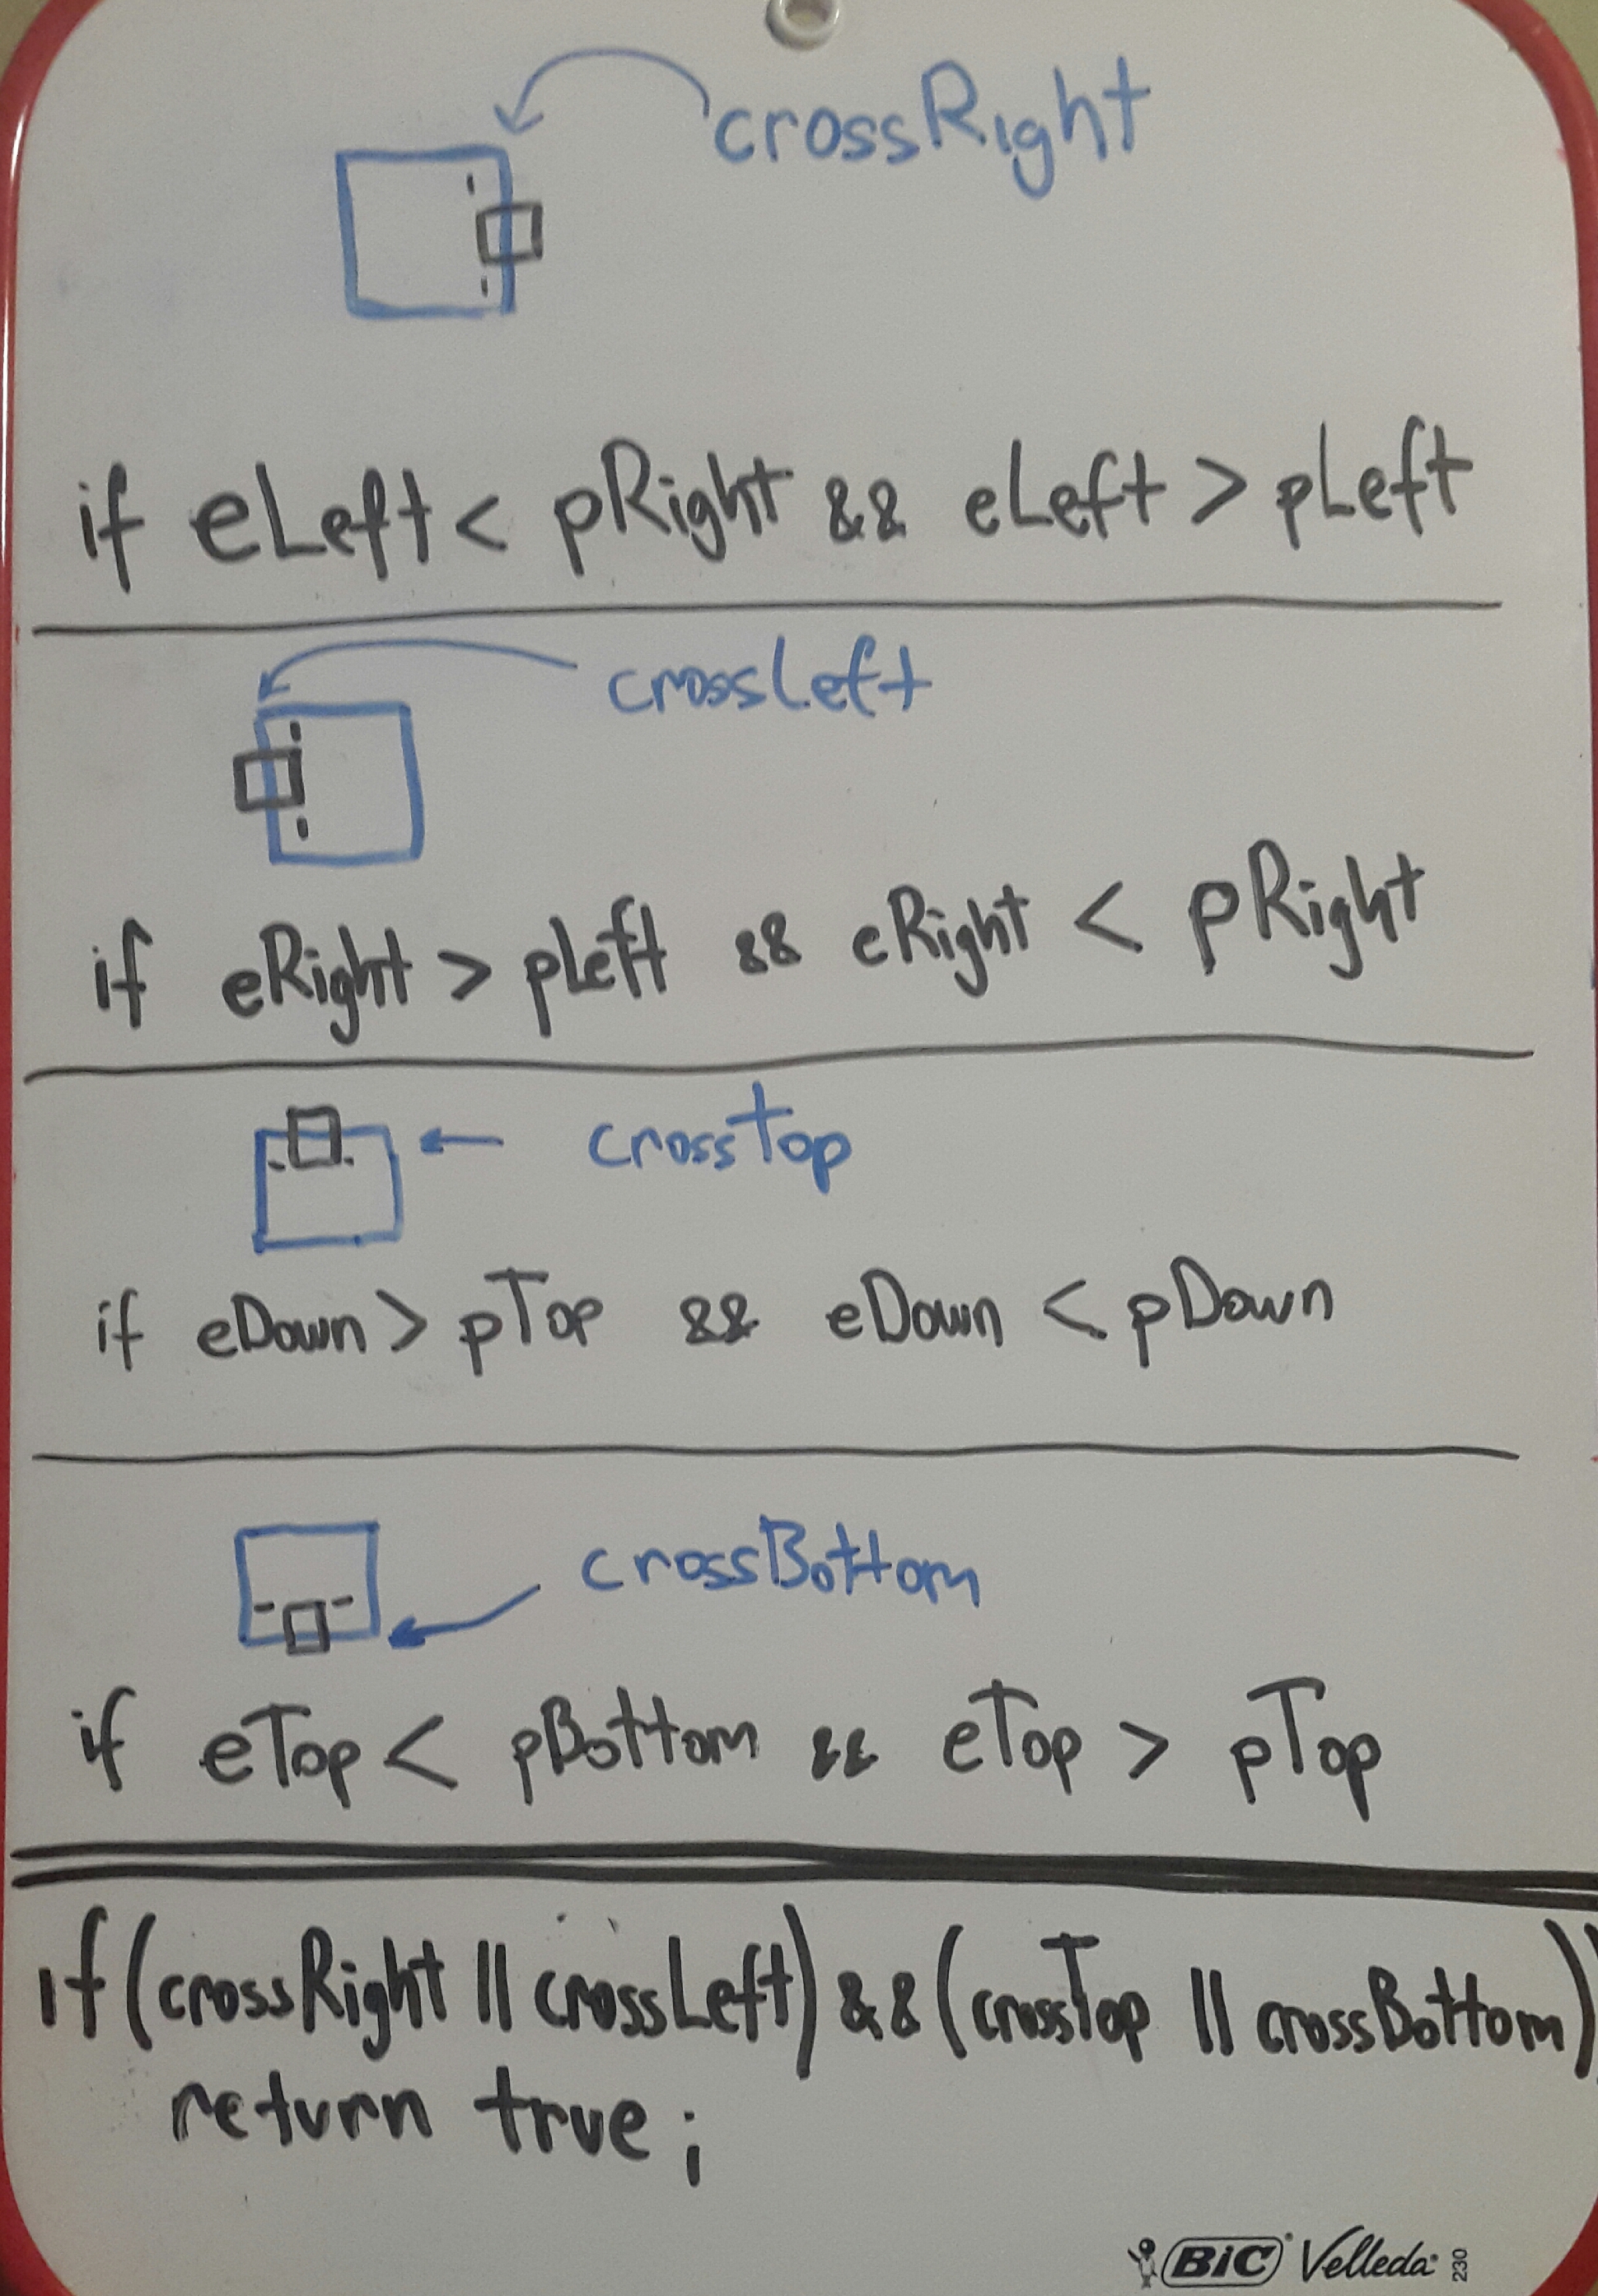 crossRight
if eLeft < pRight && eLeft > pLeft
crossLeft
if eRight > pLeft && eRight < pRight
crossTop
if eDown > pTop && eDown < pDown
crossBottom
if eTop < pBottom && eTop > pTop
if (crossRight || crossLeft) && (crossTop || crossBottom))
return true;
BIC® Velleda® 230